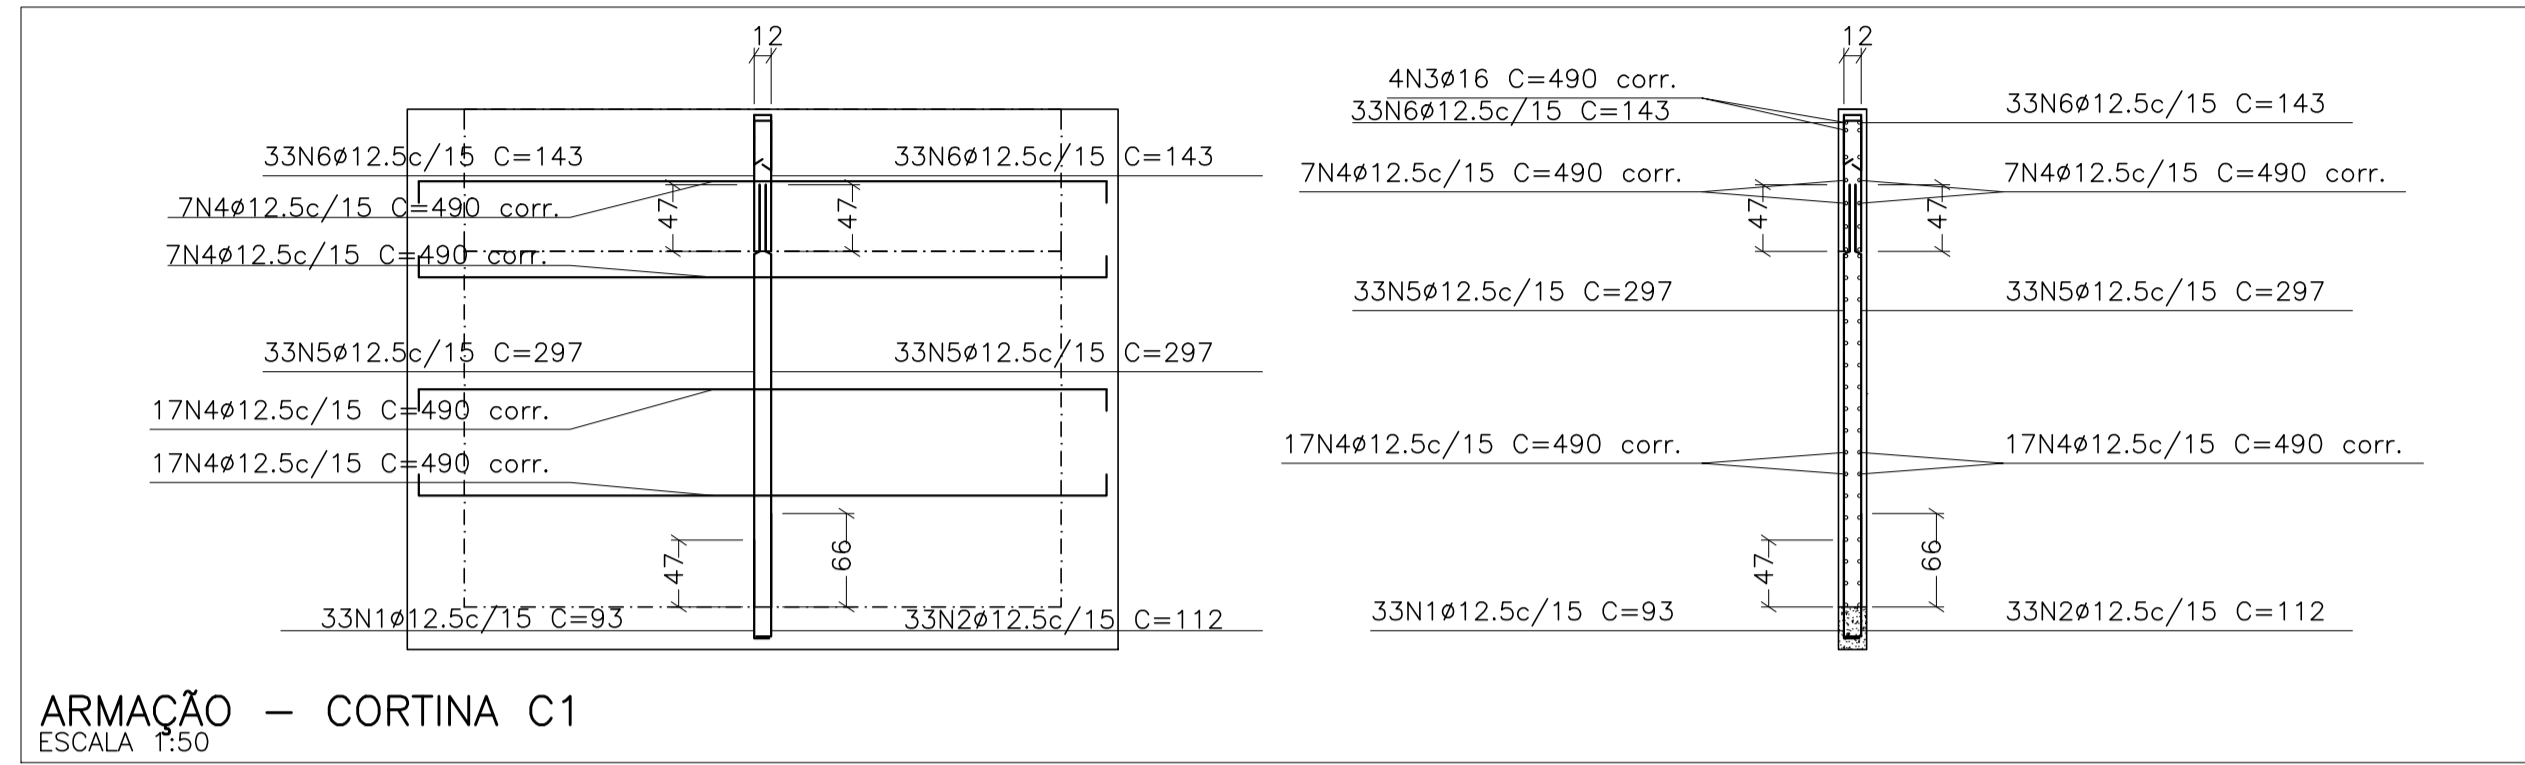 12
33N6ø12.5c/15 C=143
33N6ø12.5c/15 C=143
7N4ø12.5c/15 C=490 corr.
47
47
7N4ø12.5c/15 C=490 corr.
33N5ø12.5c/15 C=297
33N5ø12.5c/15 C=297
17N4ø12.5c/15 C=490 corr.
17N4ø12.5c/15 C=490 corr.
47
66
33N1ø12.5c/15 C=93
33N2ø12.5c/15 C=112
12
4N3ø16 C=490 corr.
33N6ø12.5c/15 C=143
33N6ø12.5c/15 C=143
7N4ø12.5c/15 C=490 corr.
7N4ø12.5c/15 C=490 corr.
47
47
33N5ø12.5c/15 C=297
33N5ø12.5c/15 C=297
17N4ø12.5c/15 C=490 corr.
17N4ø12.5c/15 C=490 corr.
47
66
33N1ø12.5c/15 C=93
33N2ø12.5c/15 C=112
ARMAÇÃO – CORTINA C1
ESCALA 1:50